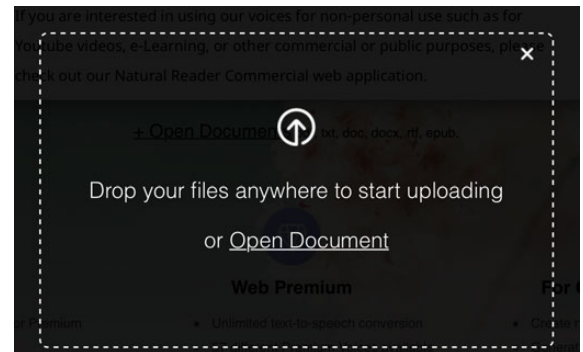 If you are interested in using our voices for non-personal use such as for
Youtube videos, e-Learning, or other commercial or public purposes, please
check out our Natural Reader Commercial web application.
×
+ Open Document txt, doc, docx, rtf, epub,
Drop your files anywhere to start uploading
or Open Document
Web Premium
For
Premium
• Unlimited text-to-speech conversion
• Create